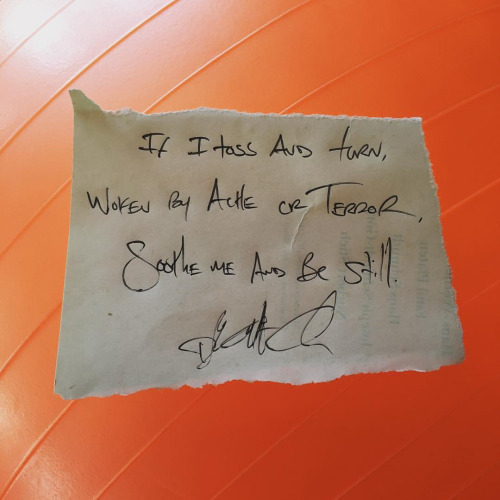 If I toss and turn,
Woken by Ache or Terror,
Soothe me and be still.